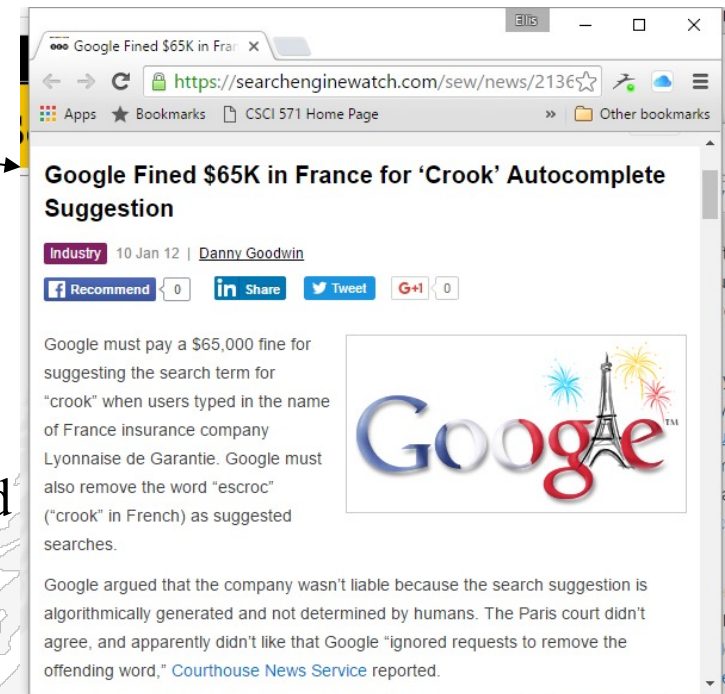 Ellis
Google Fined $65K in Fran
https://searchenginewatch.com/sew/news/2136
Apps Bookmarks CSCI 571 Home Page » Other bookmarks
Google Fined $65K in France for ‘Crook’ Autocomplete
Suggestion
Industry 10 Jan 12 | Danny Goodwin
Recommend 0 in Share Tweet G+1 0
Google must pay a $65,000 fine for
suggesting the search term for
“crook” when users typed in the name
of France insurance company
Lyonnaise de Garantie. Google must
also remove the word “escroc”
(“crook” in French) as suggested
searches.
Google TM
Google argued that the company wasn’t liable because the search suggestion is
algorithmically generated and not determined by humans. The Paris court didn’t
agree, and apparently didn’t like that Google “ignored requests to remove the
offending word,” Courthouse News Service reported.